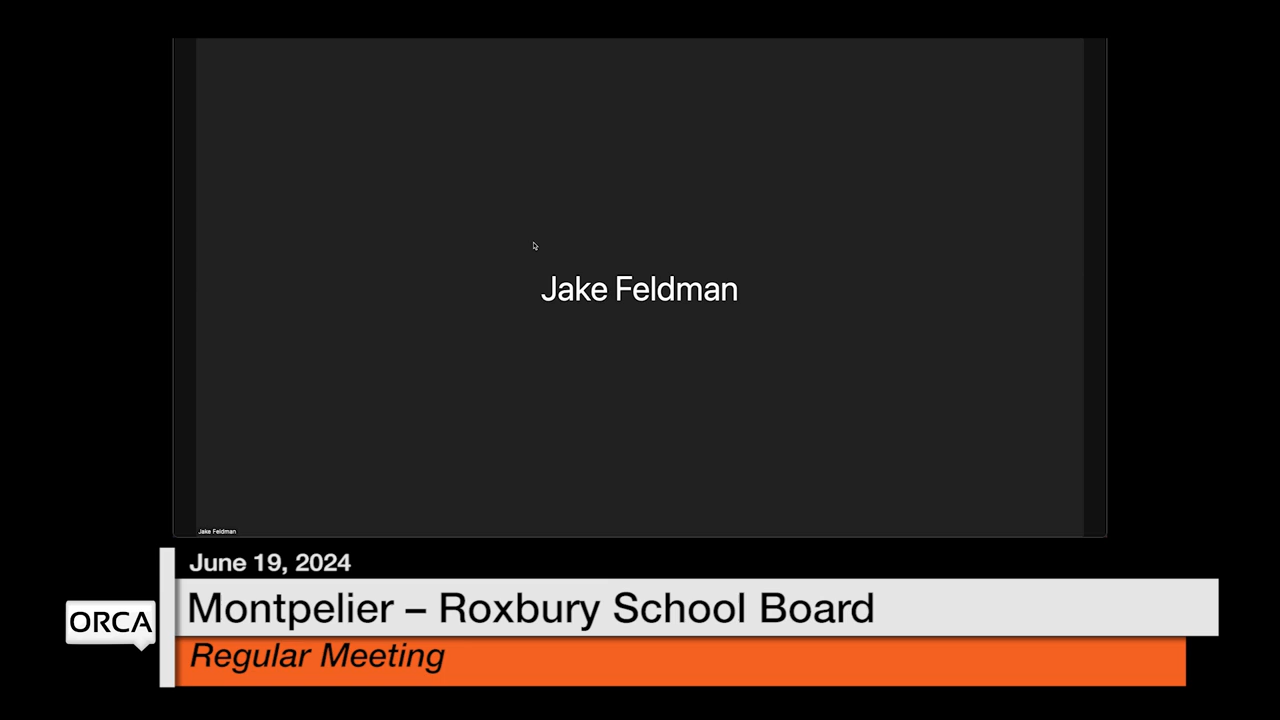 Jake Feldman
Jake Feldman
June 19, 2024
Montpelier – Roxbury School Board
ORCA
Regular Meeting